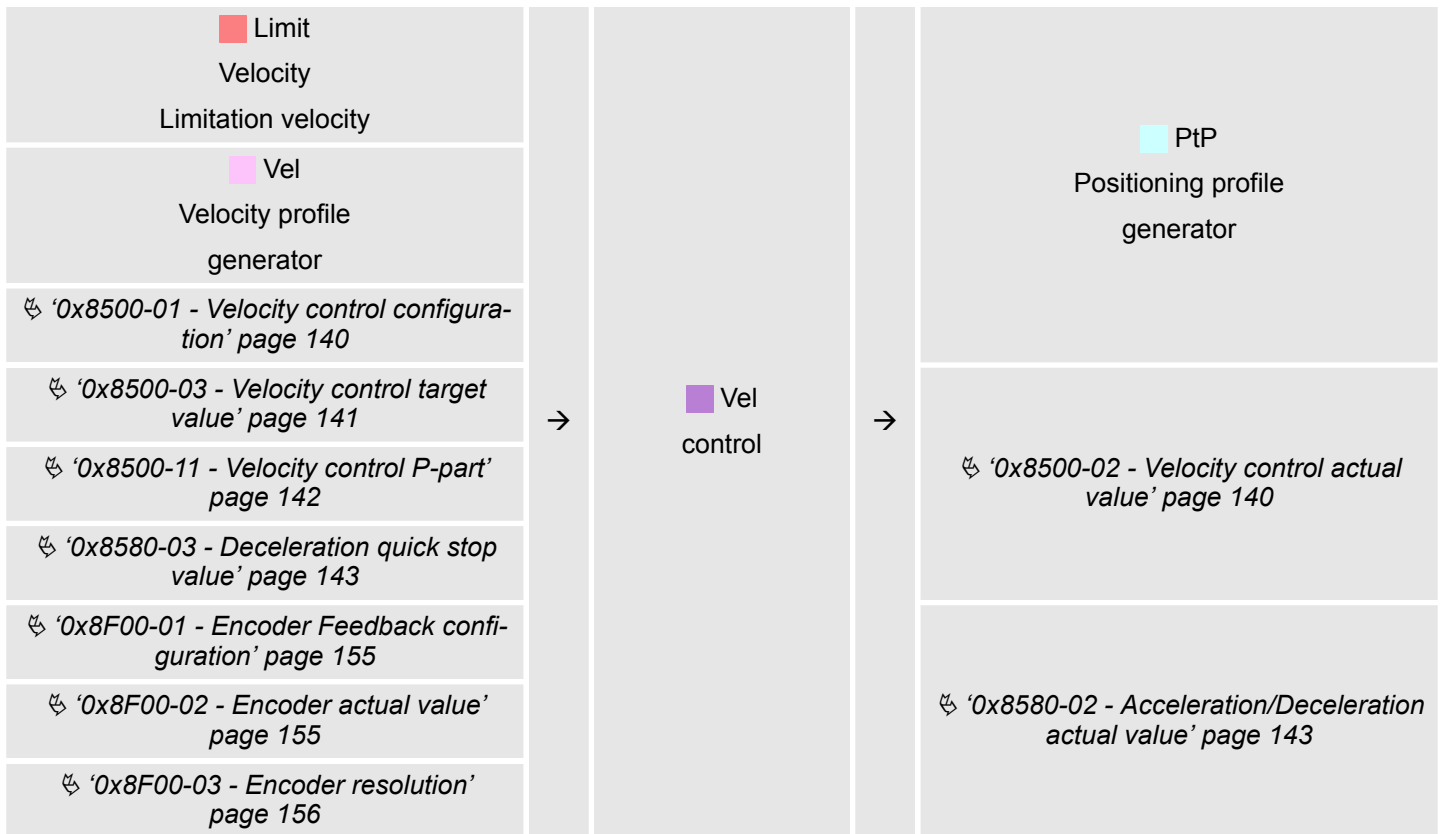 Limit
Velocity
Limitation velocity
Vel
Velocity profile
generator
↳ '0x8500-01 - Velocity control configura-
tion' page 140
↳ '0x8500-03 - Velocity control target
value' page 141
↳ '0x8500-11 - Velocity control P-part'
page 142
↳ '0x8580-03 - Deceleration quick stop
value' page 143
↳ '0x8F00-01 - Encoder Feedback confi-
guration' page 155
↳ '0x8F00-02 - Encoder actual value'
page 155
↳ '0x8F00-03 - Encoder resolution'
page 156
→
Vel
control
→
PtP
Positioning profile
generator
↳ '0x8500-02 - Velocity control actual
value' page 140
↳ '0x8580-02 - Acceleration/Deceleration
actual value' page 143